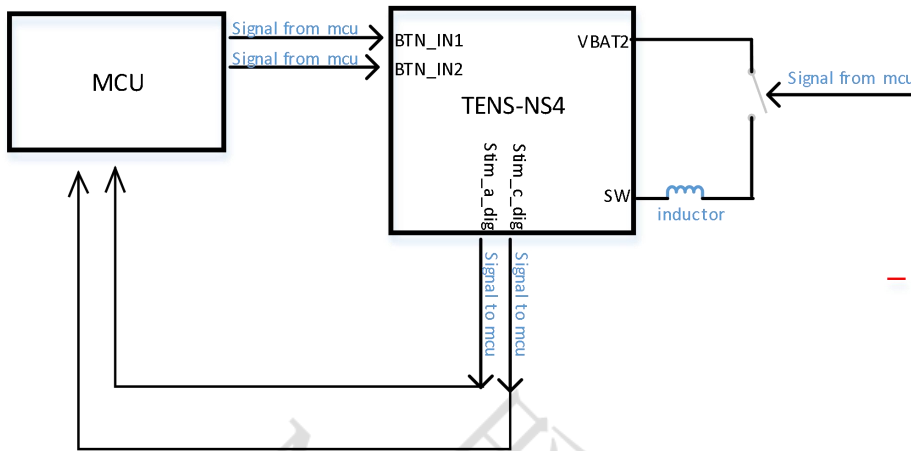 Signal from mcu
Signal from mcu
MCU
BTN_IN1
BTN_IN2
TENS-NS4
VBAT2
SW
Stim_a_dig
Stim_c_dig
Signal from mcu
inductor
Signal to mcu
Signal to mcu